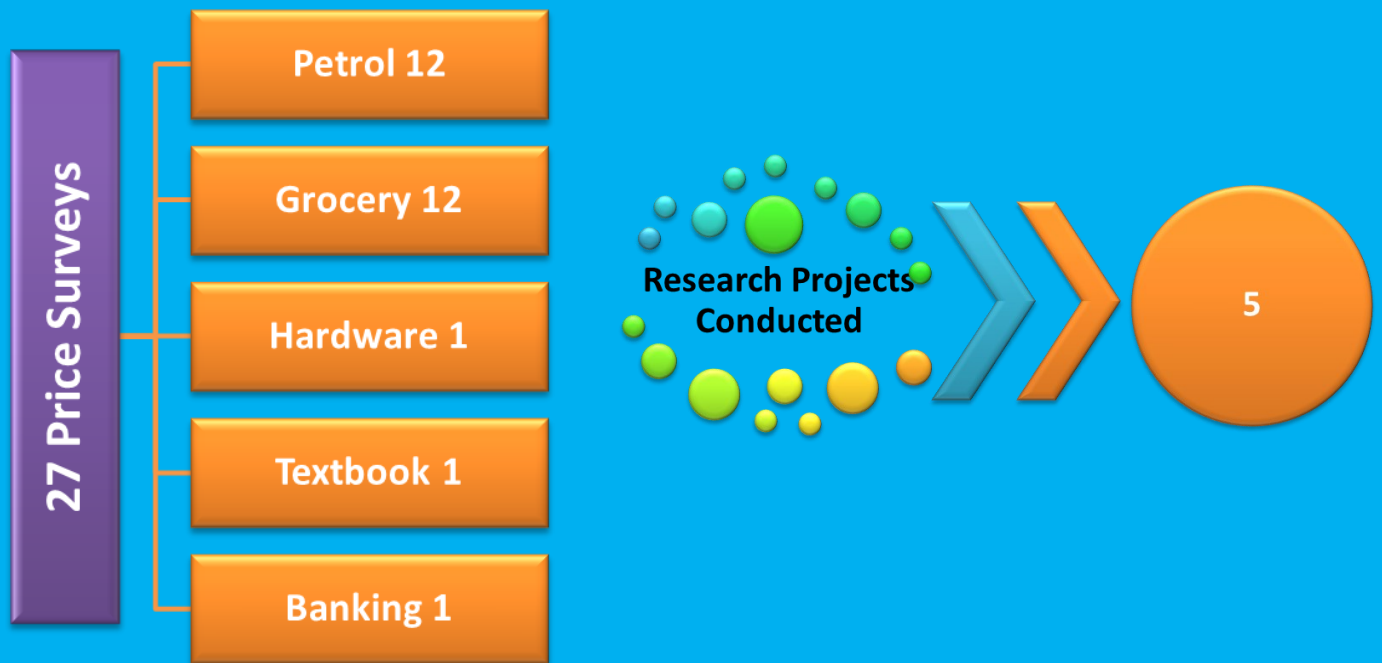 27 Price Surveys
Petrol 12
Grocery 12
Hardware 1
Textbook 1
Banking 1
Research Projects
Conducted
5